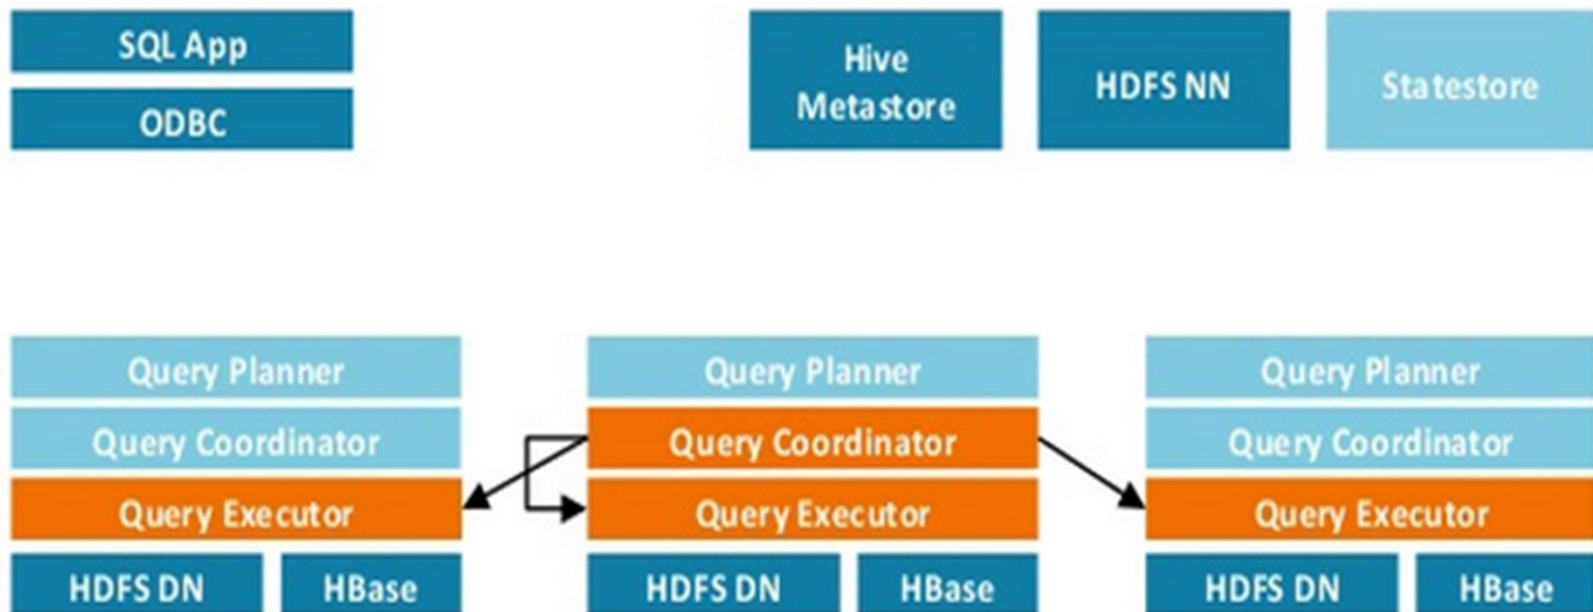 SQL App
ODBC
Hive
Metastore
HDFS NN
Statestore
Query Planner
Query Coordinator
Query Executor
HDFS DN
HBase
Query Planner
Query Coordinator
Query Executor
HDFS DN
HBase
Query Planner
Query Coordinator
Query Executor
HDFS DN
HBase